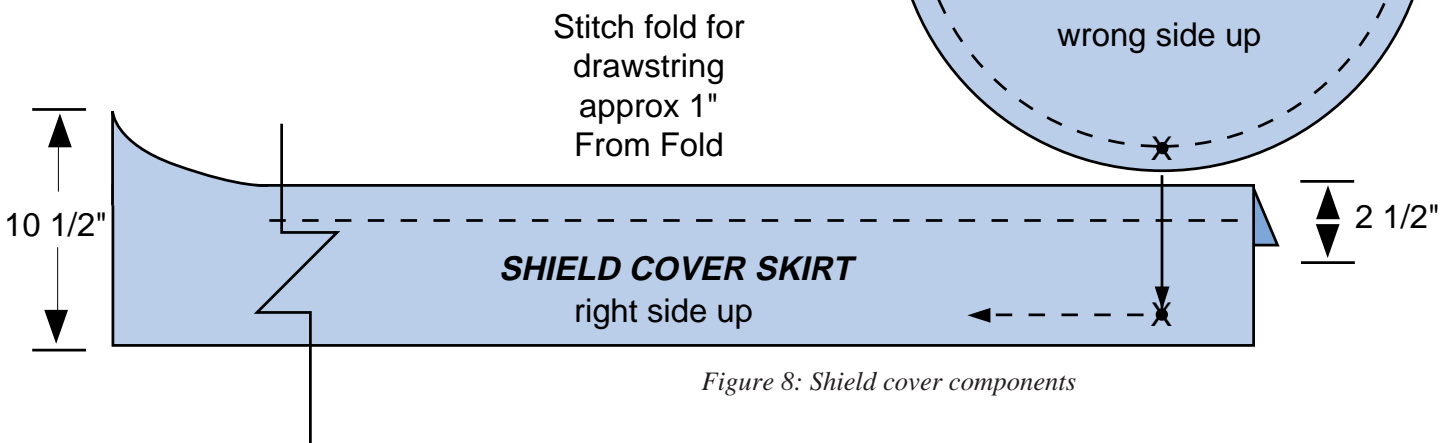 Stitch fold for
drawstring
approx 1"
From Fold
wrong side up
X
10 1/2"
2 1/2"
SHIELD COVER SKIRT
right side up
X
Figure 8: Shield cover components